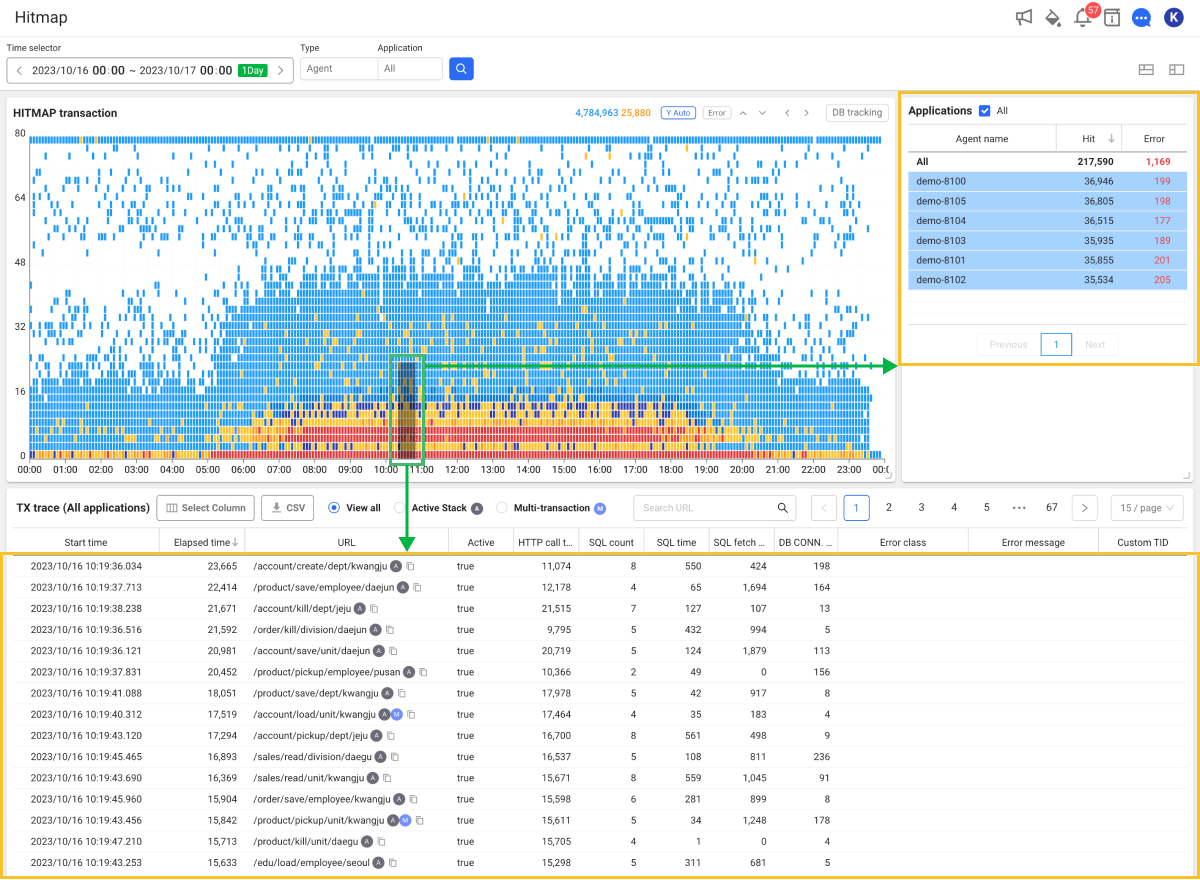 Hitmap
57
K
Time selector
Type
Application
2023/10/16 00:00 ~ 2023/10/17 00:00 1Day
Agent
All
HITMAP transaction
4,784,963 25,880
Y Auto
Error
DB tracking
80
64
48
32
16
0
00:00 01:00 02:00 03:00 04:00 05:00 06:00 07:00 08:00 09:00 10:00 11:00 12:00 13:00 14:00 15:00 16:00 17:00 18:00 19:00 20:00 21:00 22:00 23:00 00:0
Applications All
Agent name Hit Error
All 217,590 1,169
demo-8100 36,946 199
demo-8105 36,805 198
demo-8104 36,515 177
demo-8103 35,935 189
demo-8101 35,855 201
demo-8102 35,534 205
Previous 1 Next
TX trace (All applications) Select Column CSV View all Active Stack A Multi-transaction M Search URL 1 2 3 4 5 ··· 67 15 / page
Start time Elapsed time URL Active HTTP call t... SQL count SQL time SQL fetch ... DB CONN. ... Error class Error message Custom TID
2023/10/16 10:19:36.034 23,665 /account/create/dept/kwangju A true 11,074 8 550 424 198
2023/10/16 10:19:37.713 22,414 /product/save/employee/daejun A true 12,178 4 65 1,694 164
2023/10/16 10:19:38.238 21,671 /account/kill/dept/jeju A true 21,515 7 127 107 13
2023/10/16 10:19:36.516 21,592 /order/kill/division/daejun A true 9,795 5 432 994 5
2023/10/16 10:19:36.121 20,981 /account/save/unit/daejun A true 20,719 5 124 1,879 113
2023/10/16 10:19:37.831 20,452 /product/pickup/employee/pusan A true 10,366 2 49 0 156
2023/10/16 10:19:41.088 18,051 /product/save/dept/kwangju A true 17,978 5 42 917 8
2023/10/16 10:19:40.312 17,519 /account/load/unit/kwangju A M true 17,464 4 35 183 4
2023/10/16 10:19:43.120 17,294 /account/pickup/dept/jeju A true 16,700 8 561 498 9
2023/10/16 10:19:45.465 16,893 /sales/read/division/daegu A true 16,537 5 108 811 236
2023/10/16 10:19:43.690 16,369 /sales/read/unit/kwangju A true 15,671 8 559 1,045 91
2023/10/16 10:19:45.960 15,904 /order/save/employee/kwangju A true 15,598 6 281 899 8
2023/10/16 10:19:43.456 15,842 /product/pickup/unit/kwangju A M true 15,611 5 34 1,248 178
2023/10/16 10:19:47.210 15,713 /product/kill/unit/daegu A true 15,705 4 1 0 4
2023/10/16 10:19:43.253 15,633 /edu/load/employee/seoul A true 15,298 5 311 681 5